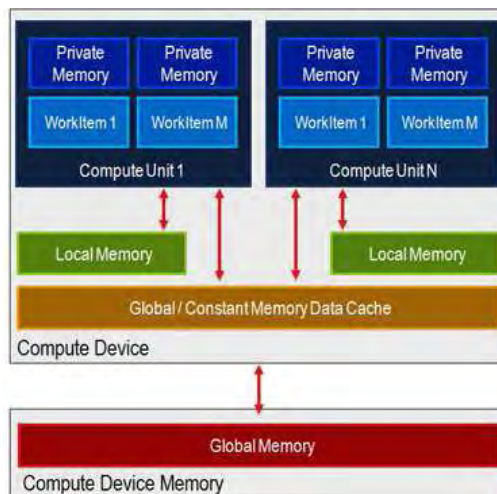 Private Memory
Private Memory
Private Memory
Private Memory
WorkItem 1
WorkItem M
WorkItem 1
WorkItem M
Compute Unit 1
Compute Unit N
Local Memory
Local Memory
Global / Constant Memory Data Cache
Compute Device
Global Memory
Compute Device Memory